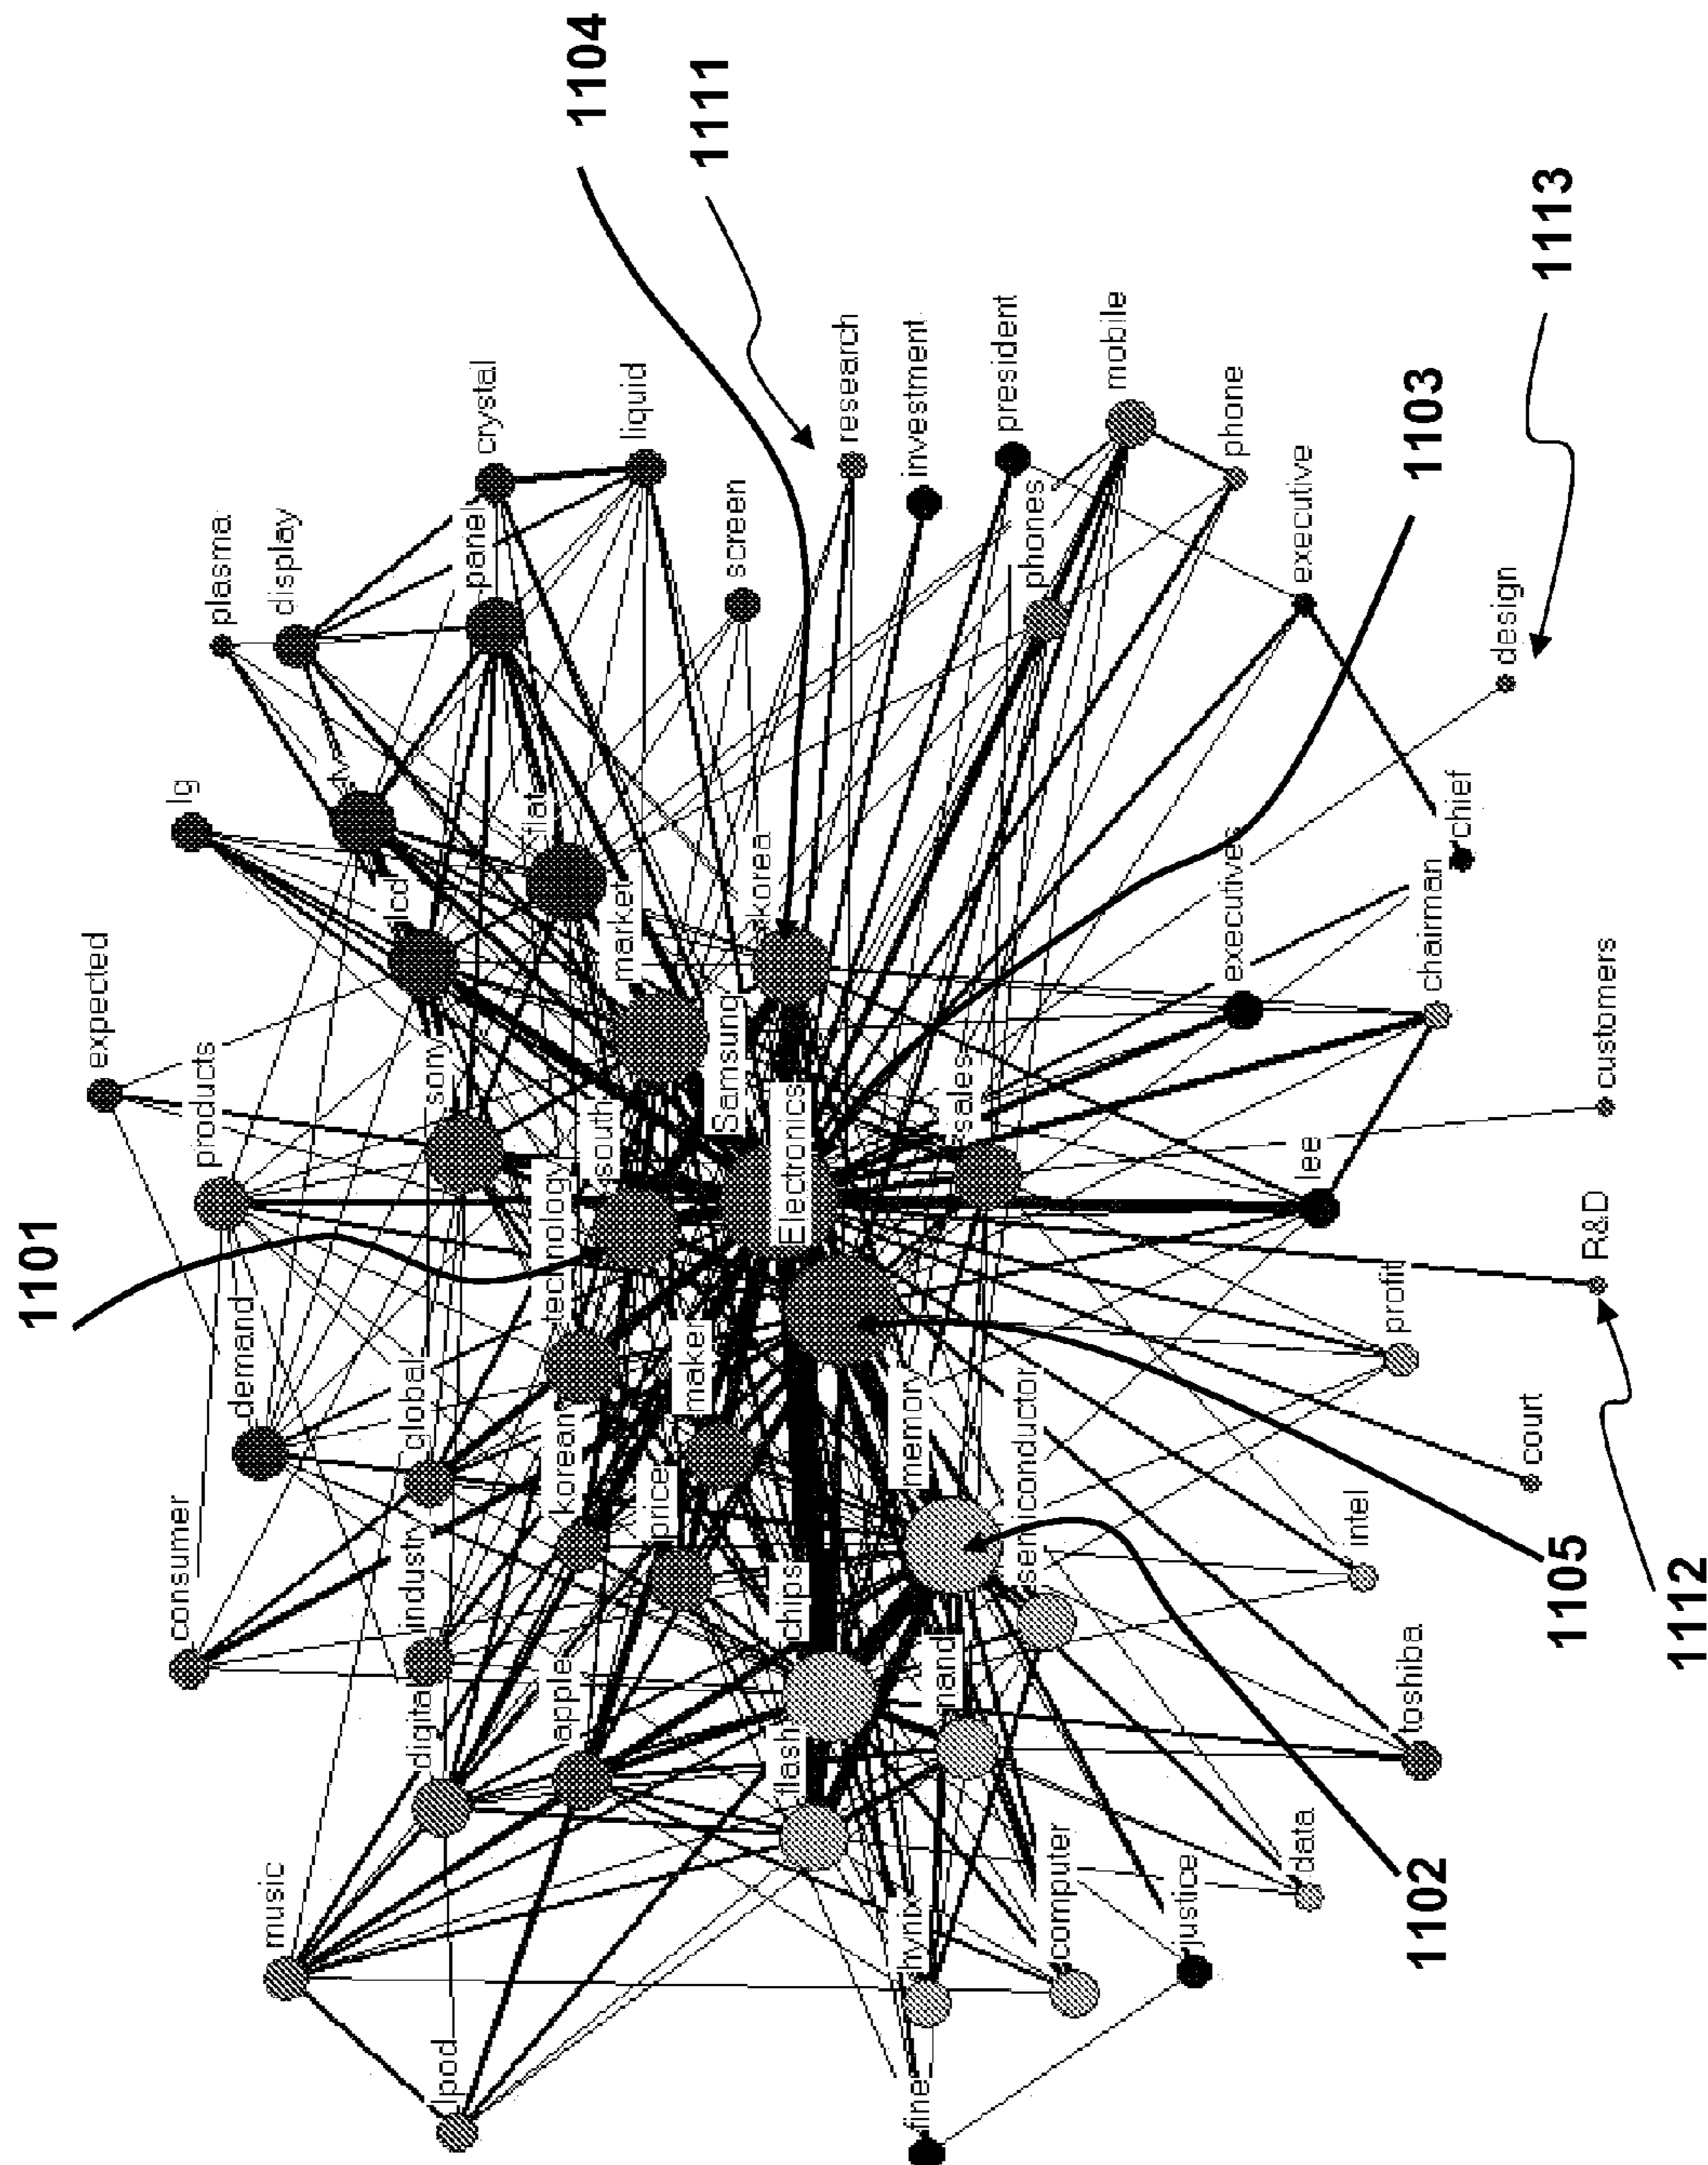 1101
expected
consumer
lg
products
plasma
demand
music
display
tv
lcd
industry
global
digital
sony
Ipod
panel
crystal
flat
technology
apple
korean
1104
south
market
liquid
price
maker
1111
Samsung
screen
korea
flash
chips
Electronics
research
fine
hynix
memor
investment
nand
sales
president
semiconductor
phones
computer
mobile
justice
executives
phone
data
lee
executive
intel
profit
toshiba
1102
1103
chairman
chief
design
court
1113
1105
R&D
customers
1112